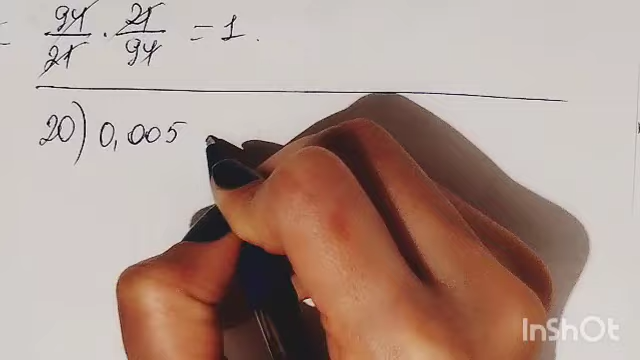 = 94/21 · 21/94 = 1.
20) 0,005
InShOt